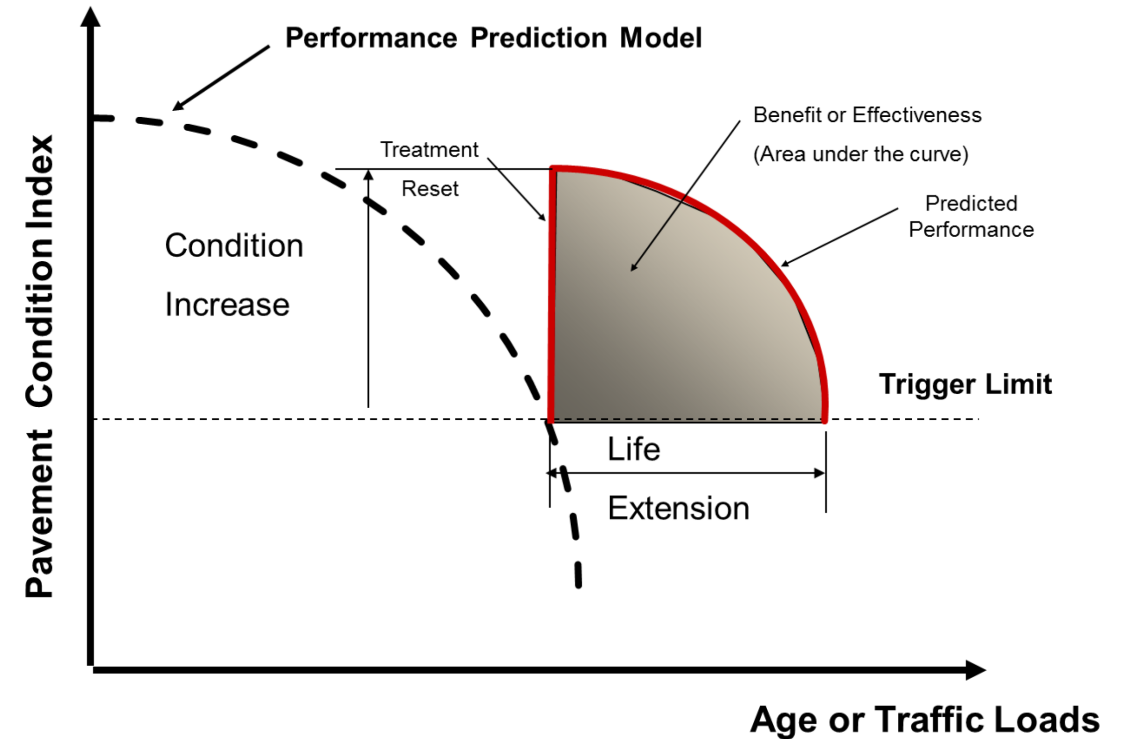 Performance Prediction Model
Benefit or Effectiveness
(Area under the curve)
Treatment
Reset
Predicted
Performance
Condition
Increase
Trigger Limit
Life
Extension
Pavement Condition Index
Age or Traffic Loads